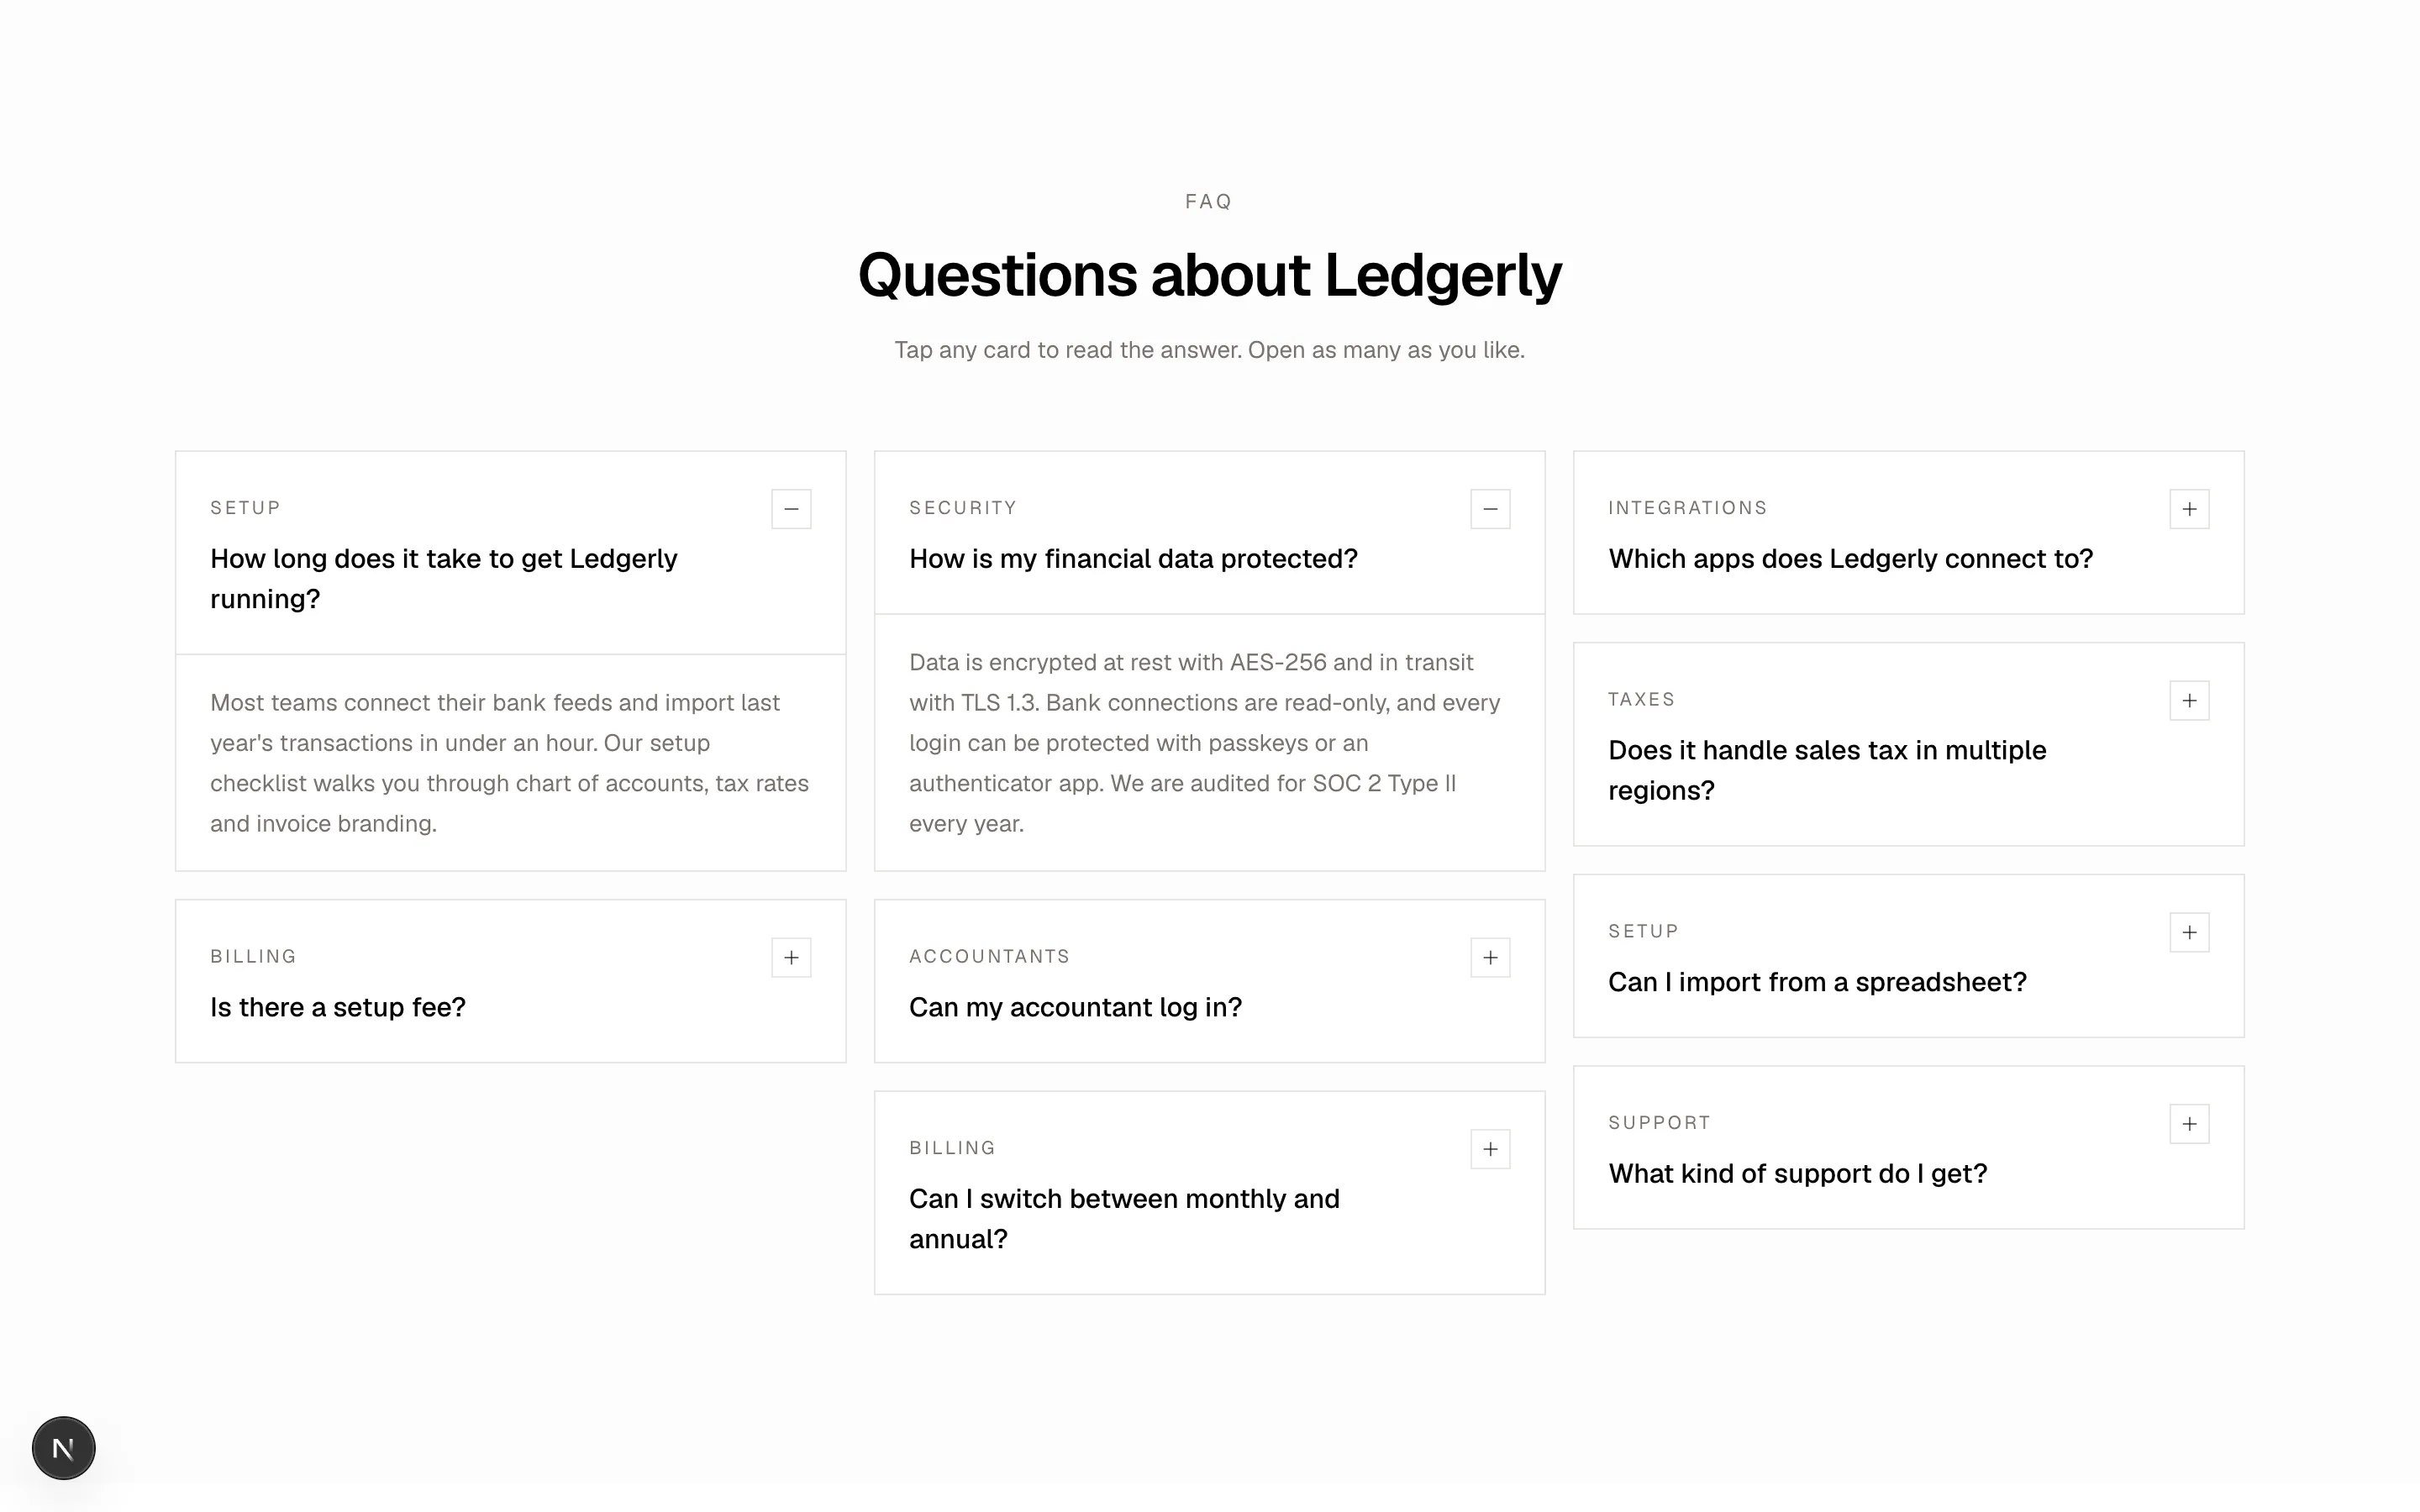 FAQ
Questions about Ledgerly
Tap any card to read the answer. Open as many as you like.
SETUP
How long does it take to get Ledgerly
running?
Most teams connect their bank feeds and import last
year's transactions in under an hour. Our setup
checklist walks you through chart of accounts, tax rates
and invoice branding.
BILLING
Is there a setup fee?
SECURITY
How is my financial data protected?
Data is encrypted at rest with AES-256 and in transit
with TLS 1.3. Bank connections are read-only, and every
login can be protected with passkeys or an
authenticator app. We are audited for SOC 2 Type II
every year.
ACCOUNTANTS
Can my accountant log in?
BILLING
Can I switch between monthly and
annual?
INTEGRATIONS
Which apps does Ledgerly connect to?
TAXES
Does it handle sales tax in multiple
regions?
SETUP
Can I import from a spreadsheet?
SUPPORT
What kind of support do I get?
N